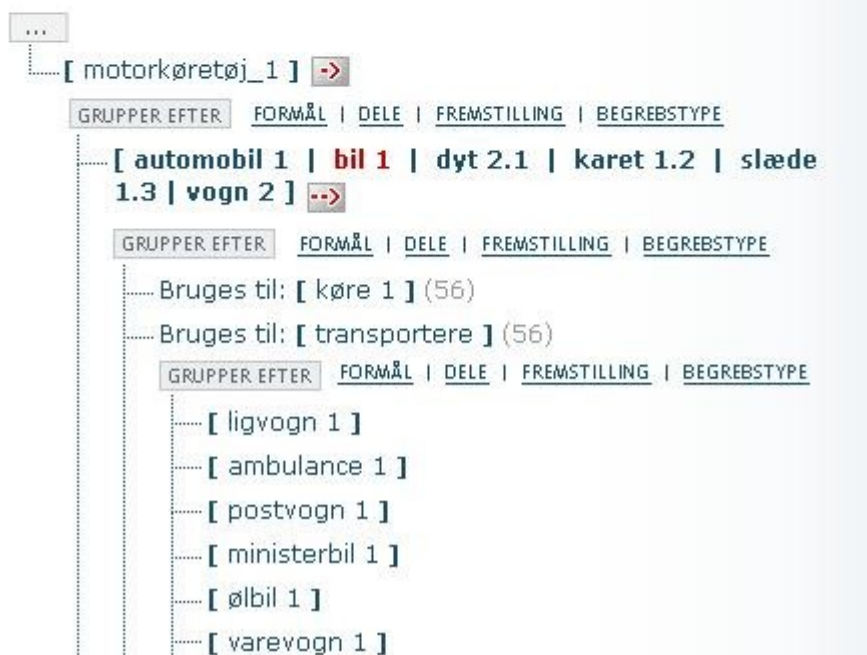 ...
[ motorkøretøj_1 ] ->
GRUPPER EFTER FORMÅL | DELE | FREMSTILLING | BEGREBSTYPE
[ automobil 1 | bil 1 | dyt 2.1 | karet 1.2 | slæde
1.3 | vogn 2 ] -->
GRUPPER EFTER FORMÅL | DELE | FREMSTILLING | BEGREBSTYPE
Bruges til: [ køre 1 ] (56)
Bruges til: [ transportere ] (56)
GRUPPER EFTER FORMÅL | DELE | FREMSTILLING | BEGREBSTYPE
[ ligvogn 1 ]
[ ambulance 1 ]
[ postvogn 1 ]
[ ministerbil 1 ]
[ ølbil 1 ]
[ varevogn 1 ]